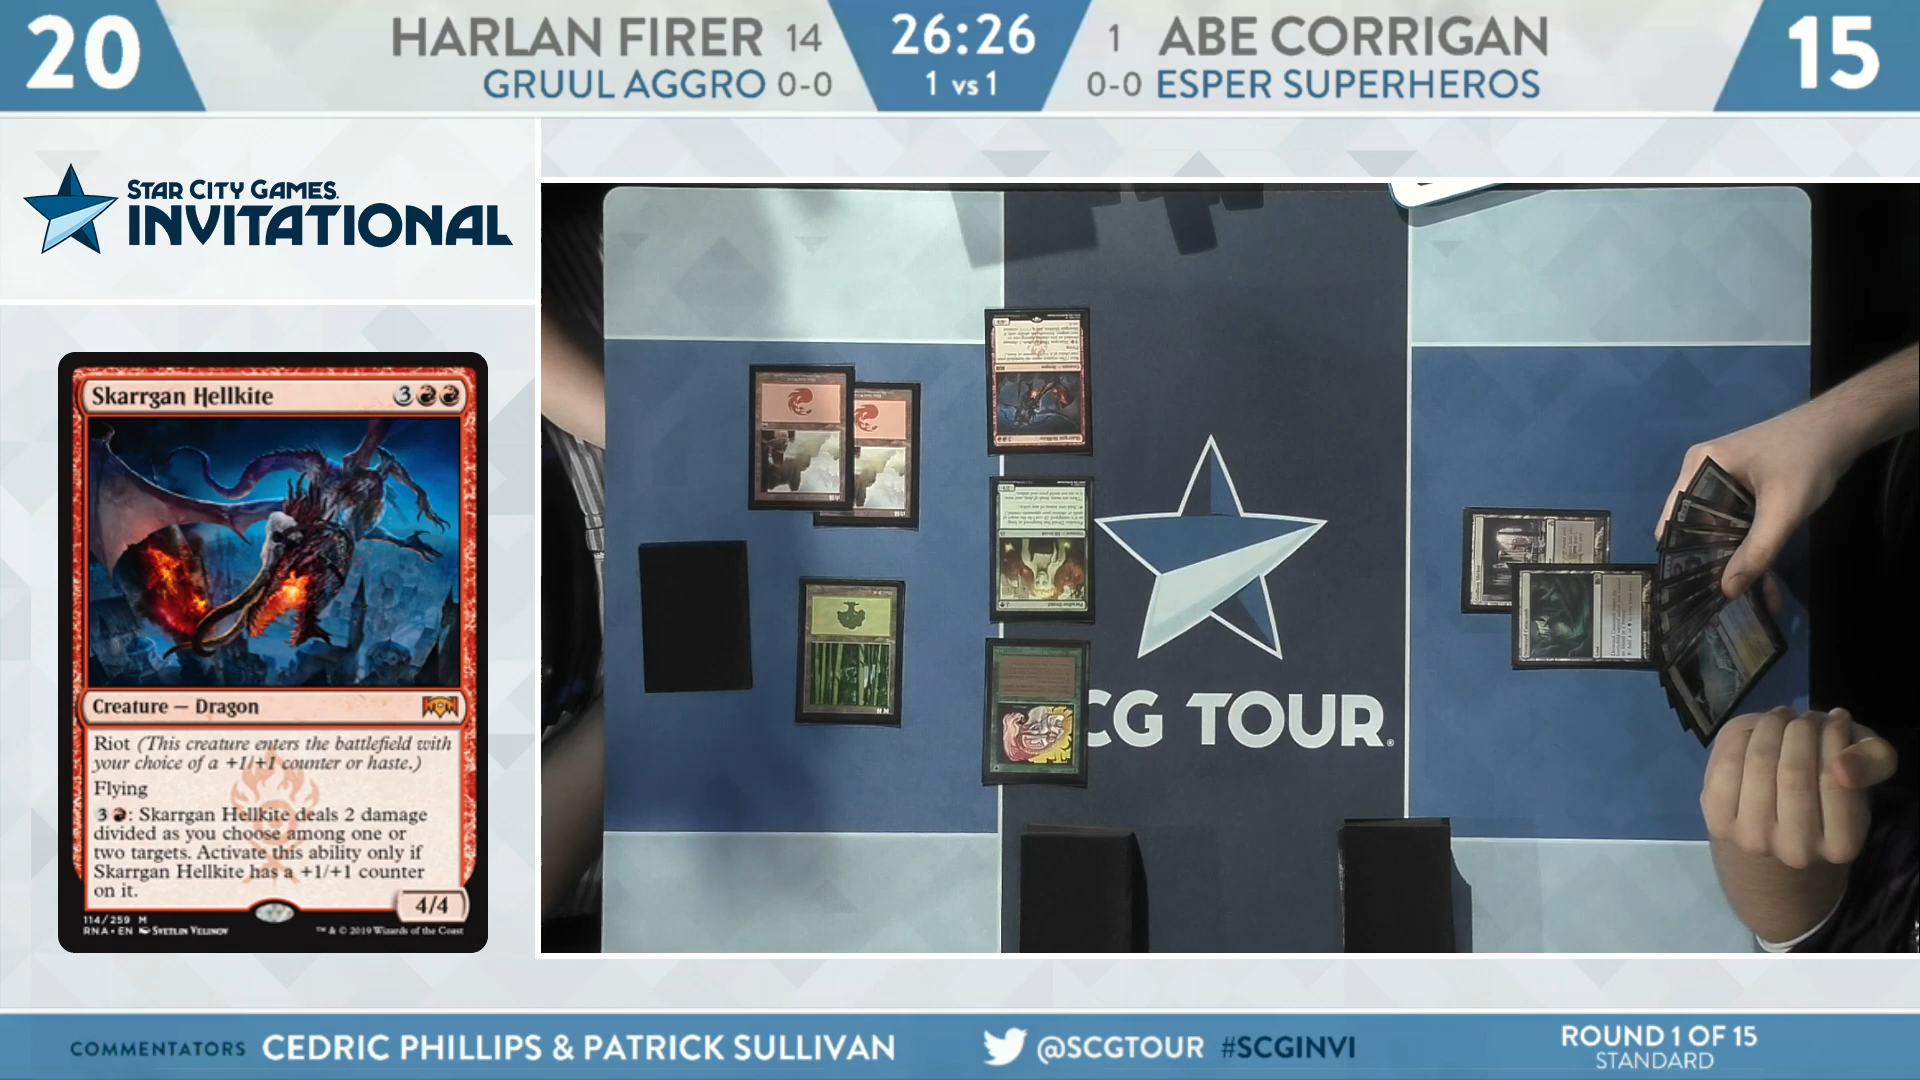 20
HARLAN FIRER 14
GRUUL AGGRO 0-0
26:26
1 vs 1
1 ABE CORRIGAN
0-0 ESPER SUPERHEROS
15
STAR CITY GAMES.
INVITATIONAL
Skarrgan Hellkite 3
Creature — Dragon
Riot (This creature enters the battlefield with
your choice of a +1/+1 counter or haste.)
Flying
3 : Skarrgan Hellkite deals 2 damage
divided as you choose among one or
two targets. Activate this ability only if
Skarrgan Hellkite has a +1/+1 counter
on it.
4/4
114/259 M
RNA • EN Svetlin Velinov
™ & © 2019 Wizards of the Coast
CG TOUR®
COMMENTATORS CEDRIC PHILLIPS & PATRICK SULLIVAN
@SCGTOUR #SCGINVI
ROUND 1 OF 15
STANDARD